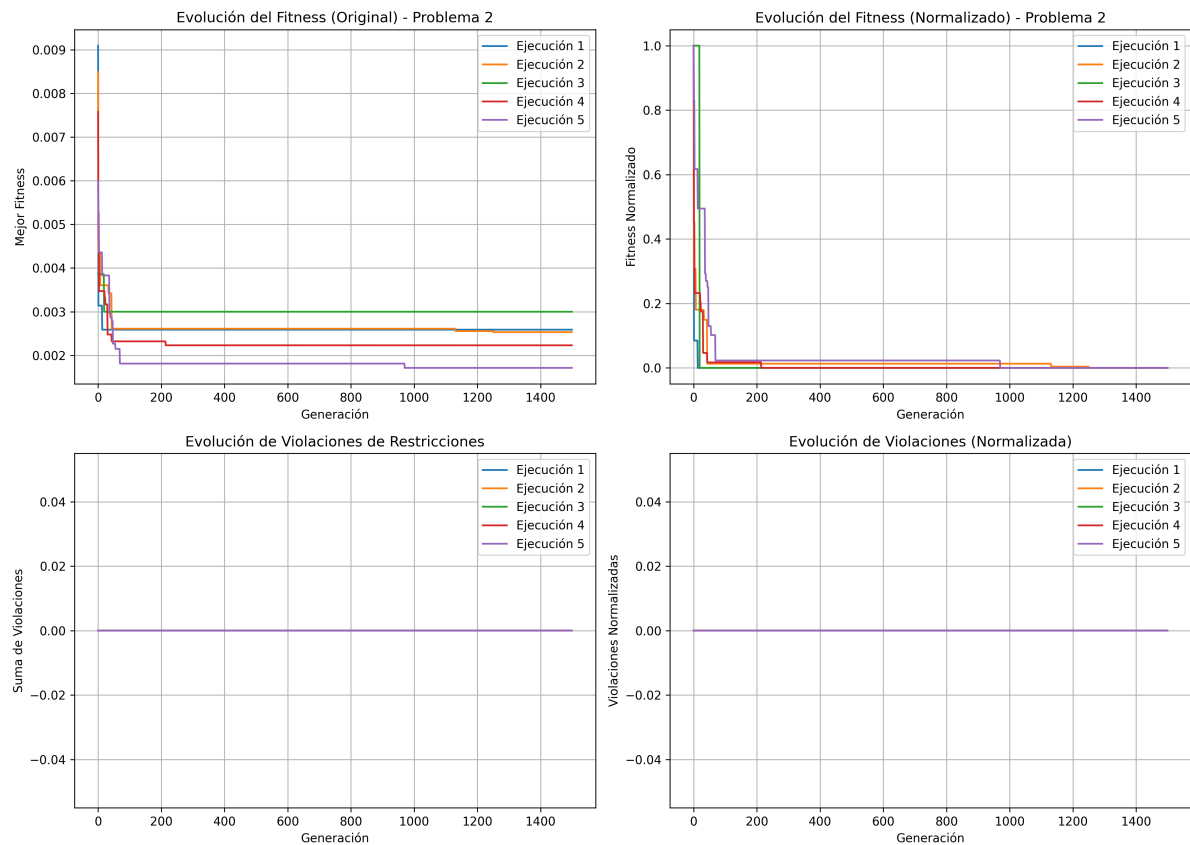 Evolución del Fitness (Original) - Problema 2
Mejor Fitness
0.009
0.008
0.007
0.006
0.005
0.004
0.003
0.002
Ejecución 1
Ejecución 2
Ejecución 3
Ejecución 4
Ejecución 5
0 200 400 600 800 1000 1200 1400
Generación
Evolución del Fitness (Normalizado) - Problema 2
Fitness Normalizado
1.0
0.8
0.6
0.4
0.2
0.0
Ejecución 1
Ejecución 2
Ejecución 3
Ejecución 4
Ejecución 5
0 200 400 600 800 1000 1200 1400
Generación
Evolución de Violaciones de Restricciones
Suma de Violaciones
0.04
0.02
0.00
−0.02
−0.04
Ejecución 1
Ejecución 2
Ejecución 3
Ejecución 4
Ejecución 5
0 200 400 600 800 1000 1200 1400
Generación
Evolución de Violaciones (Normalizada)
Violaciones Normalizadas
0.04
0.02
0.00
−0.02
−0.04
Ejecución 1
Ejecución 2
Ejecución 3
Ejecución 4
Ejecución 5
0 200 400 600 800 1000 1200 1400
Generación